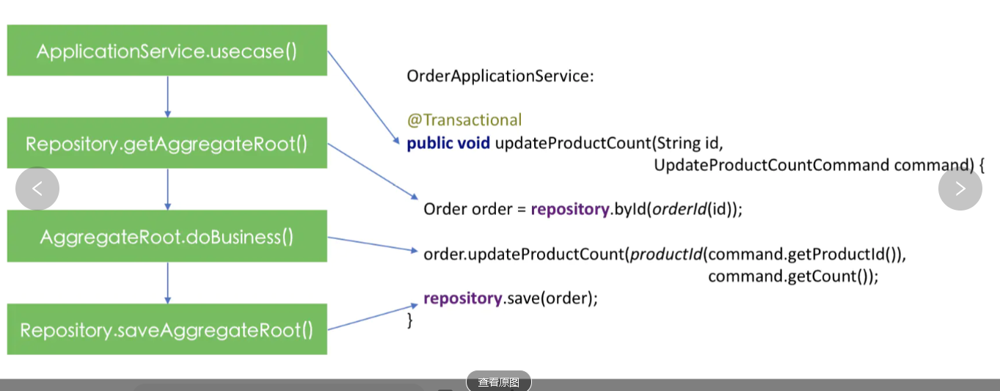 ApplicationService.usecase()
Repository.getAggregateRoot()
AggregateRoot.doBusiness()
Repository.saveAggregateRoot()
OrderApplicationService:
@Transactional
public void updateProductCount(String id,
UpdateProductCountCommand command) {
Order order = repository.byId(orderId(id));
order.updateProductCount(productId(command.getProductId()),
command.getCount());
repository.save(order);
}
查看原图